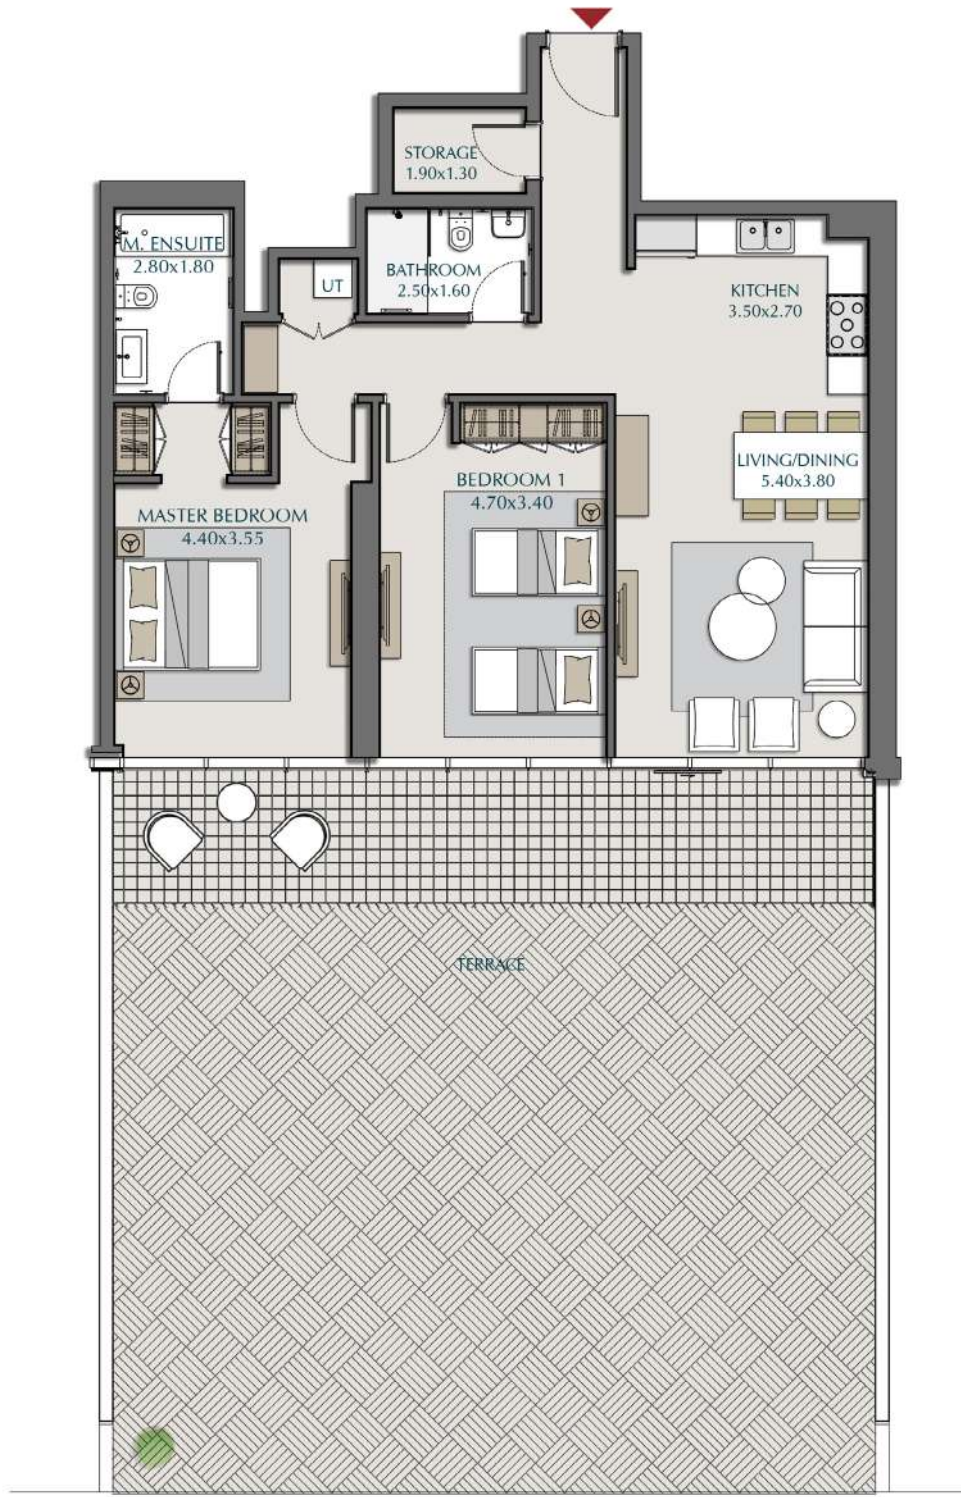 STORAGE
1.90x1.30
M. ENSUITE
2.80x1.80
UT
BATHROOM
2.50x1.60
KITCHEN
3.50x2.70
LIVING/DINING
5.40x3.80
BEDROOM 1
4.70x3.40
MASTER BEDROOM
4.40x3.55
TERRACE